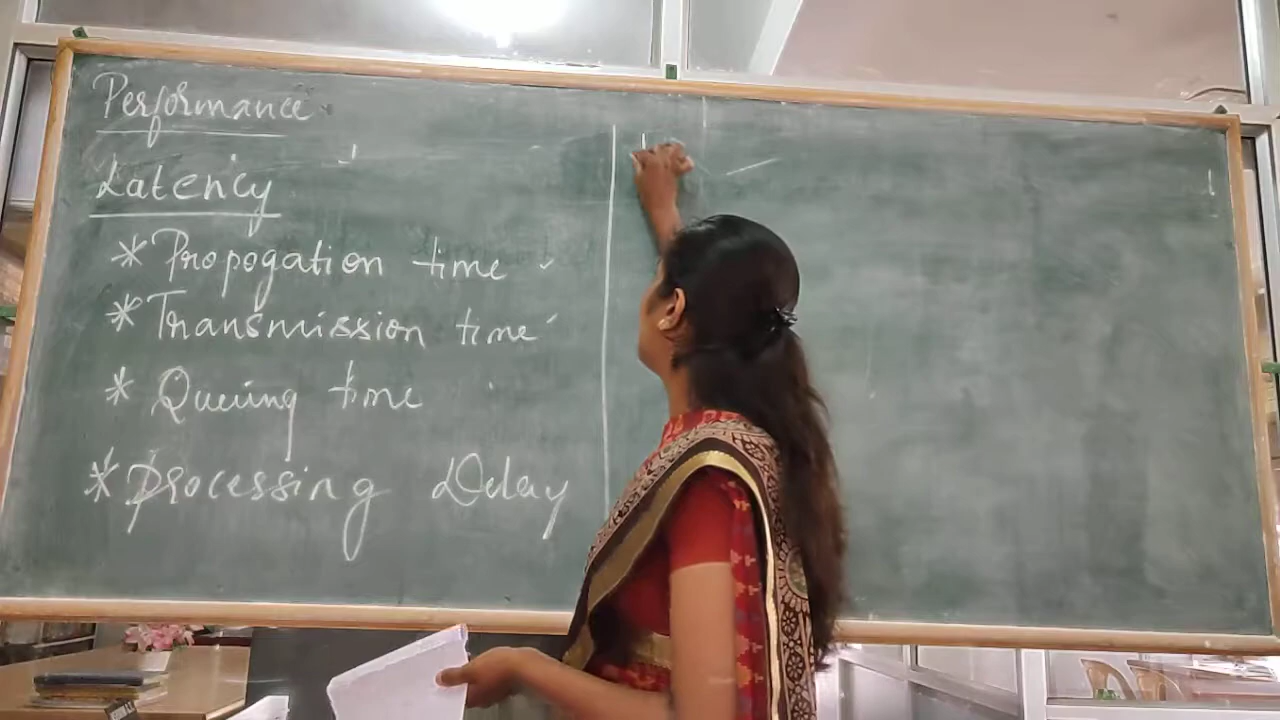 Performance
Latency
* Propogation time
* Transmission time
* Queuing time
* Processing Delay